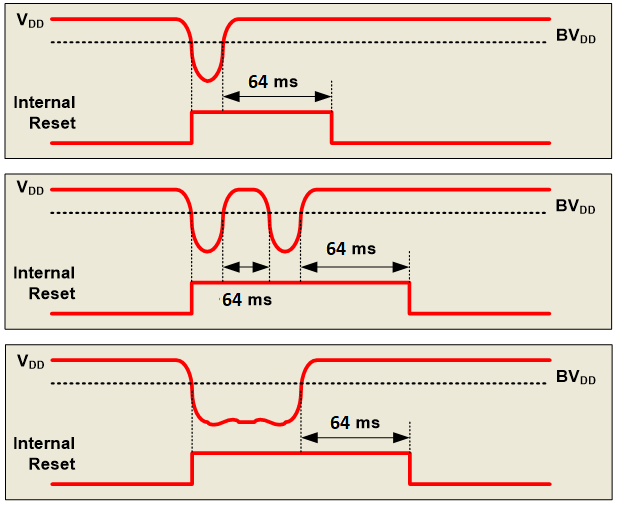 VDD
BVDD
64 ms
Internal
Reset
VDD
BVDD
64 ms
Internal
Reset
64 ms
VDD
BVDD
64 ms
Internal
Reset